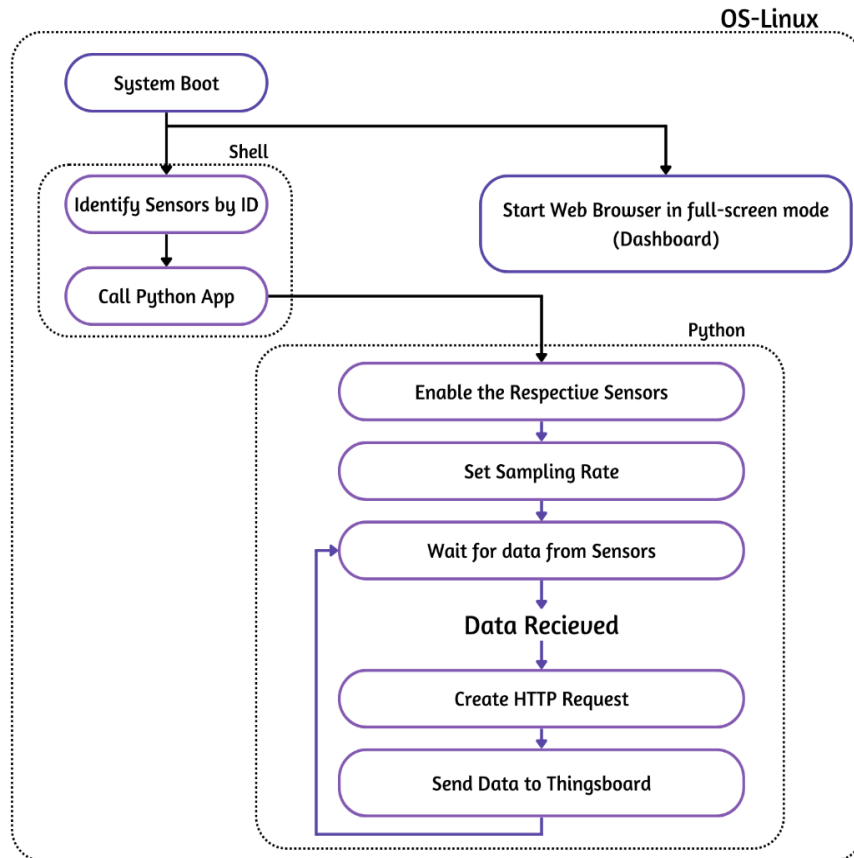 OS-Linux
System Boot
Shell
Identify Sensors by ID
Start Web Browser in full-screen mode
(Dashboard)
Call Python App
Python
Enable the Respective Sensors
Set Sampling Rate
Wait for data from Sensors
Data Recieved
Create HTTP Request
Send Data to Thingsboard